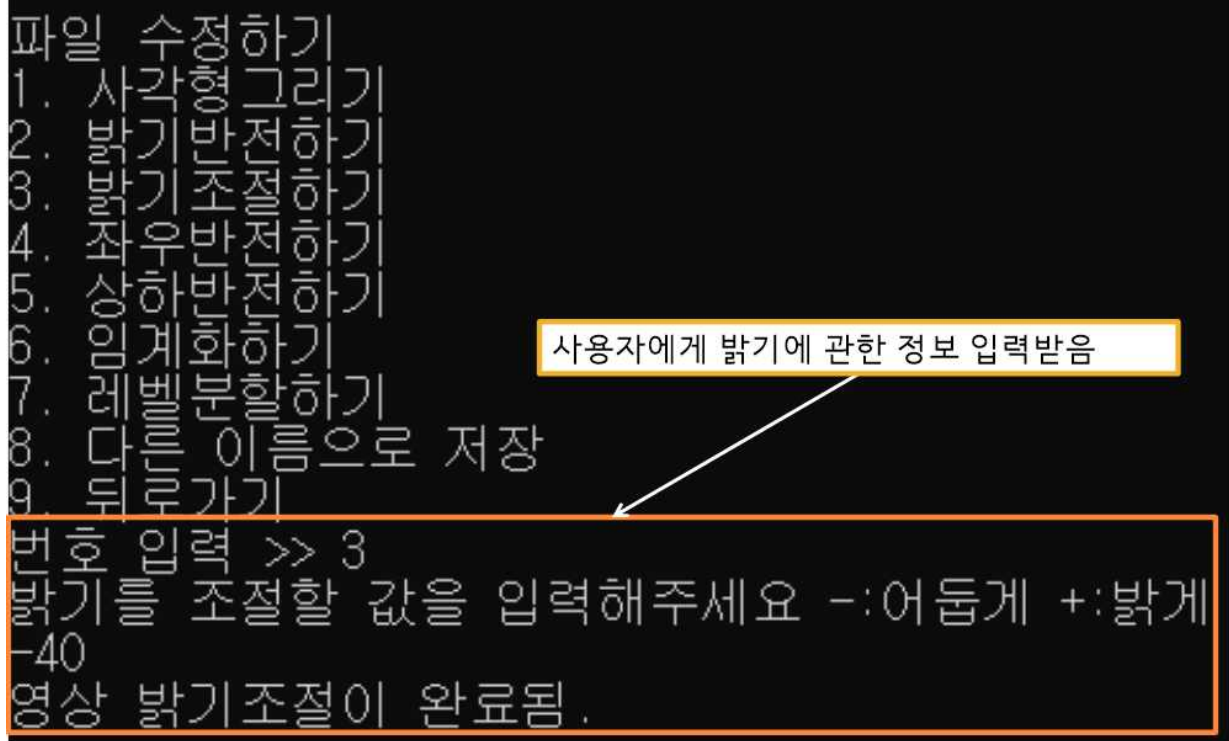 파일 수정하기
1. 사각형그리기
2. 밝기반전하기
3. 밝기조절하기
4. 좌우반전하기
5. 상하반전하기
6. 임계화하기
사용자에게 밝기에 관한 정보 입력받음
7. 레벨분할하기
8. 다른 이름으로 저장
9. 뒤로가기
번호 입력 >> 3
밝기를 조절할 값을 입력해주세요 -:어둡게 +:밝게
-40
영상 밝기조절이 완료됨.